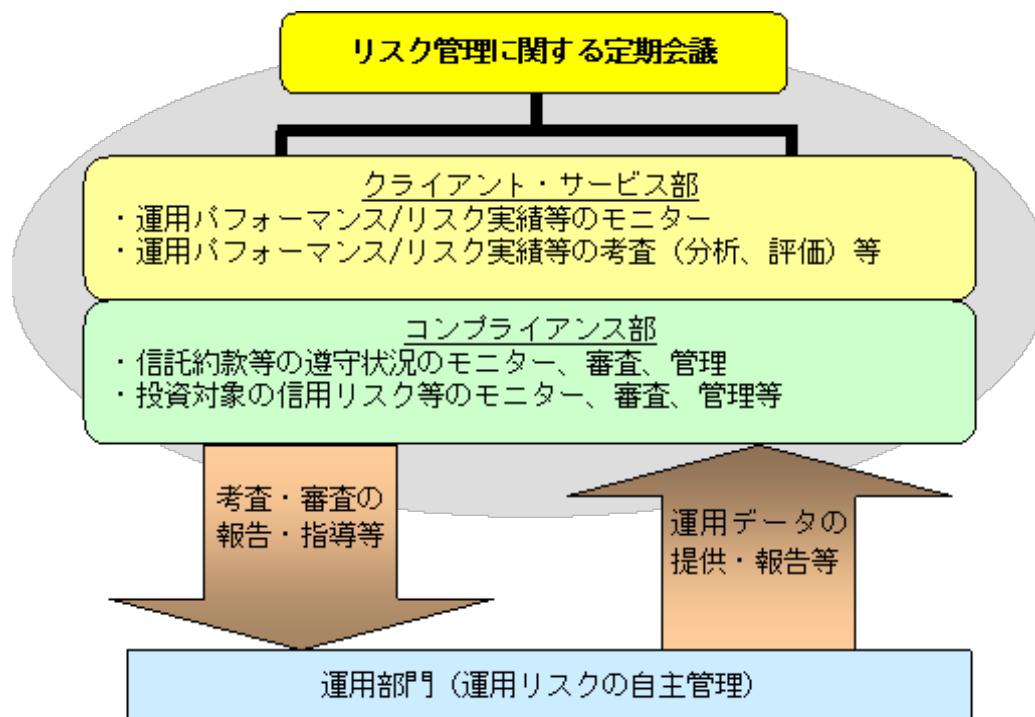 リスク管理に関する定期会議
クライアント・サービス部
・運用パフォーマンス/リスク実績等のモニター
・運用パフォーマンス/リスク実績等の考査（分析、評価）等
コンプライアンス部
・信託約款等の遵守状況のモニター、審査、管理
・投資対象の信用リスク等のモニター、審査、管理等
考査・審査の
報告・指導等
運用データの
提供・報告等
運用部門（運用リスクの自主管理）